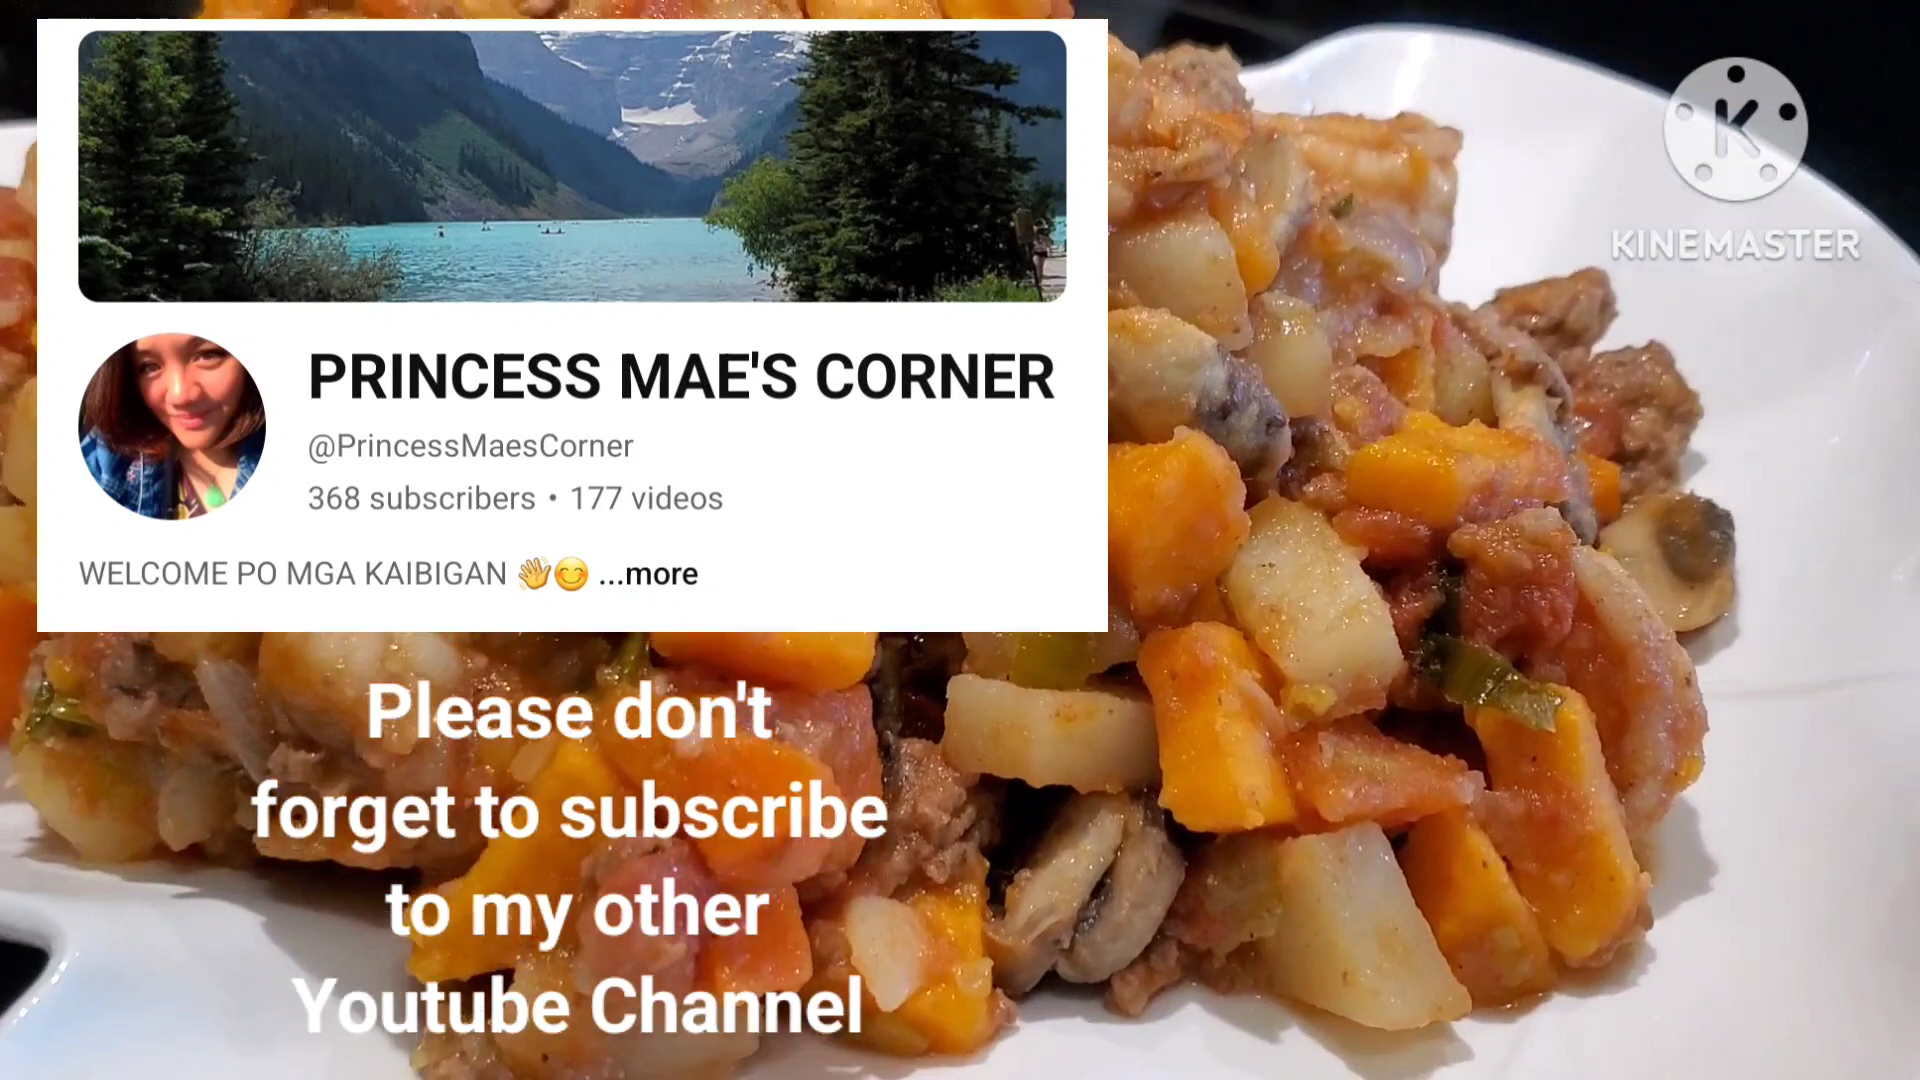 PRINCESS MAE'S CORNER
@PrincessMaesCorner
368 subscribers • 177 videos
WELCOME PO MGA KAIBIGAN 👋😊 ...more
K
KINEMASTER
Please don't
forget to subscribe
to my other
Youtube Channel